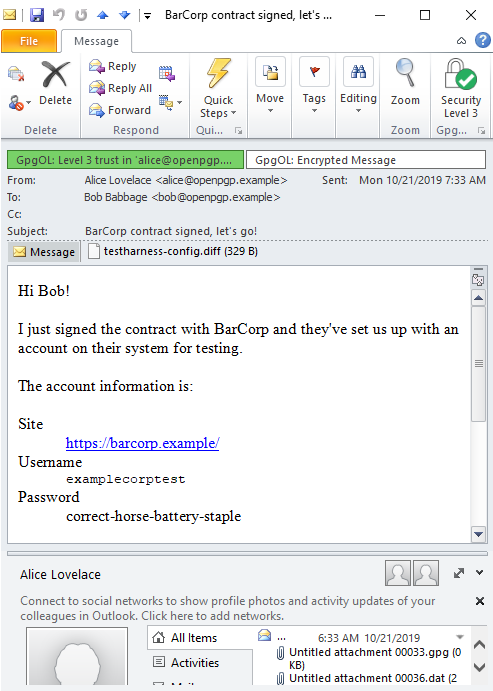 BarCorp contract signed, let's ...
File
Message
Delete
Reply
Reply All
Forward
Quick
Steps
Move
Tags
Editing
Zoom
Security
Level 3
Delete
Respond
Qui...
Zoom
Gpg...
GpgOL: Level 3 trust in 'alice@openpgp....
GpgOL: Encrypted Message
From: Alice Lovelace <alice@openpgp.example> Sent: Mon 10/21/2019 7:33 AM
To: Bob Babbage <bob@openpgp.example>
Cc:
Subject: BarCorp contract signed, let's go!
Message testharness-config.diff (329 B)
Hi Bob!
I just signed the contract with BarCorp and they've set us up with an
account on their system for testing.
The account information is:
Site
https://barcorp.example/
Username
examplecorptest
Password
correct-horse-battery-staple
Alice Lovelace
Connect to social networks to show profile photos and activity updates of your
colleagues in Outlook. Click here to add networks.
All Items
Activities
... 6:33 AM 10/21/2019
Untitled attachment 00033.gpg (0
KB)
Untitled attachment 00036.dat (2